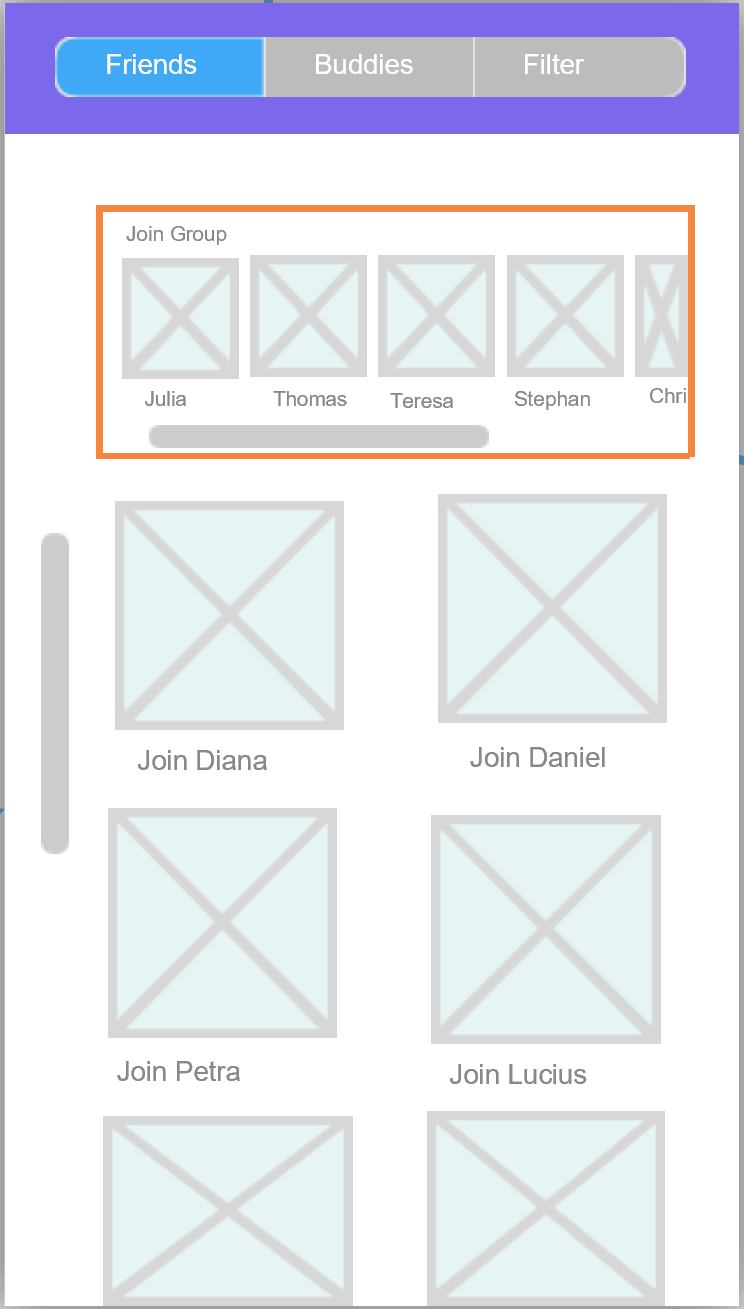 Friends Buddies Filter
Join Group
Julia Thomas Teresa Stephan Chri
Join Diana Join Daniel
Join Petra Join Lucius